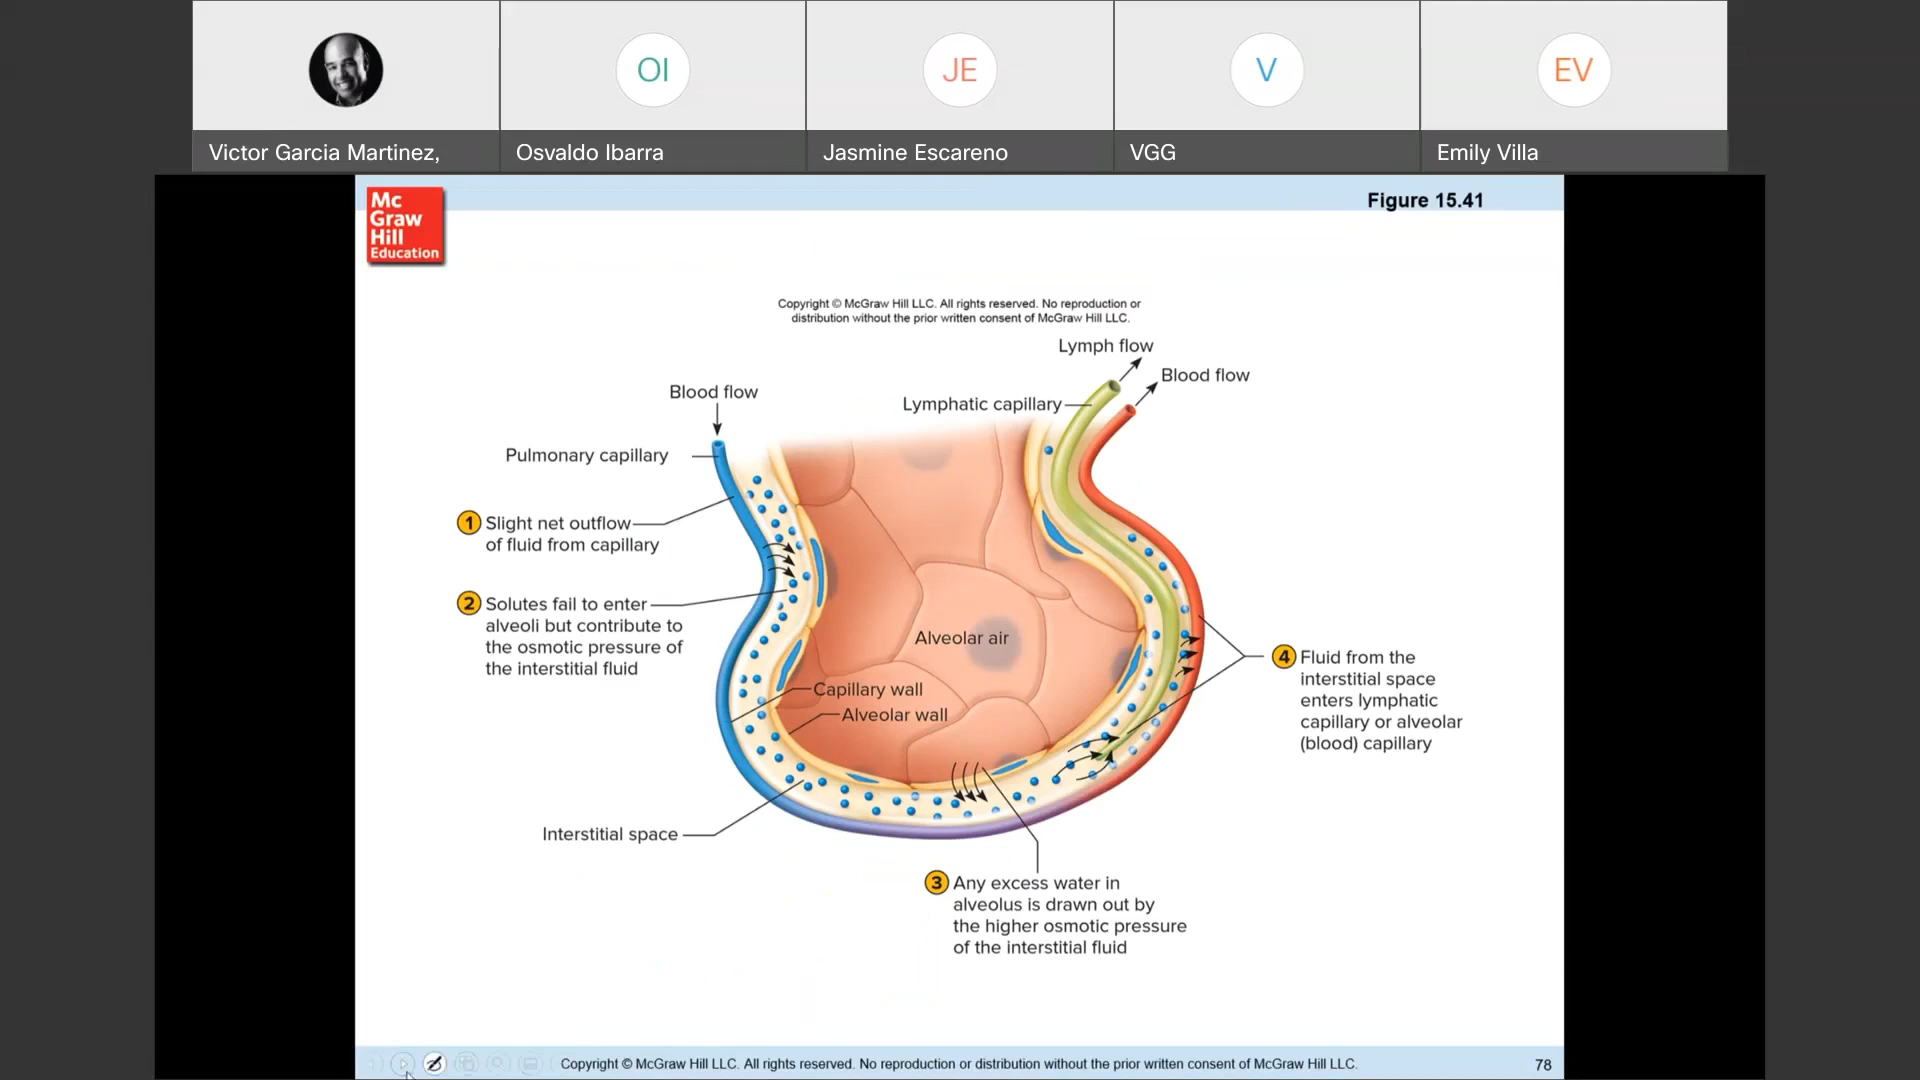 OI
JE
V
EV
Victor Garcia Martinez,
Osvaldo Ibarra
Jasmine Escareno
VGG
Emily Villa
Mc
Graw
Hill
Education
Figure 15.41
Copyright © McGraw Hill LLC. All rights reserved. No reproduction or
distribution without the prior written consent of McGraw Hill LLC.
Lymph flow
Blood flow
Blood flow
Lymphatic capillary
Pulmonary capillary
1 Slight net outflow
of fluid from capillary
2 Solutes fail to enter
alveoli but contribute to
the osmotic pressure of
the interstitial fluid
Alveolar air
Capillary wall
Alveolar wall
4 Fluid from the
interstitial space
enters lymphatic
capillary or alveolar
(blood) capillary
Interstitial space
3 Any excess water in
alveolus is drawn out by
the higher osmotic pressure
of the interstitial fluid
Copyright © McGraw Hill LLC. All rights reserved. No reproduction or distribution without the prior written consent of McGraw Hill LLC.
78